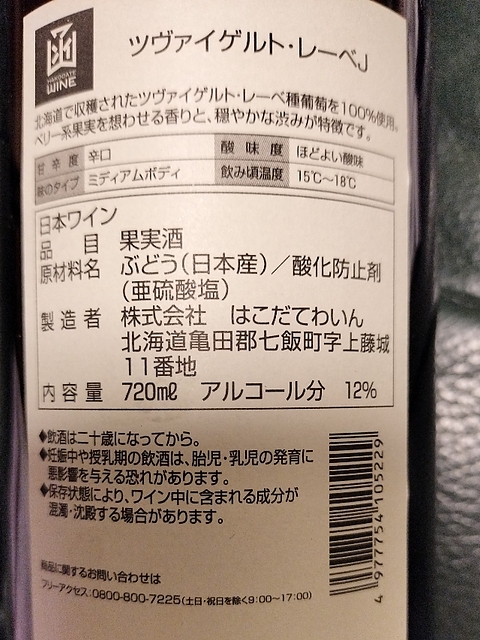 HAKODATE
WINE
ツヴァイゲルト・レーベJ
北海道で収穫されたツヴァイゲルト・レーベ種葡萄を100%使用。
ベリー系果実を想わせる香りと、穏やかな渋みが特徴です。
甘辛度 辛口 酸味度 ほどよい酸味
味のタイプ ミディアムボディ 飲み頃温度 15℃～18℃
日本ワイン
品目 果実酒
原材料名 ぶどう(日本産)／酸化防止剤
(亜硫酸塩)
製造者 株式会社 はこだてわいん
北海道亀田郡七飯町字上藤城
11番地
内容量 720mℓ アルコール分 12%
◆飲酒は二十歳になってから。
◆妊娠中や授乳期の飲酒は、胎児・乳児の発育に
悪影響を与える恐れがあります。
◆保存状態により、ワイン中に含まれる成分が
混濁・沈殿する場合があります。
商品に関するお問い合わせは
フリーアクセス:0800-800-7225(土日・祝日を除く9:00～17:00)
4 977754 105229